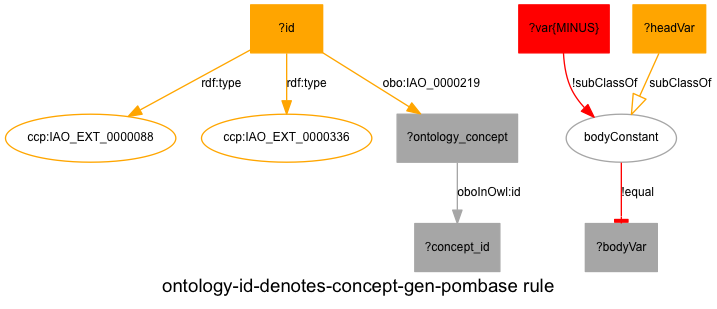 ?id
?var{MINUS}
?headVar
rdf:type
rdf:type
obo:IAO_0000219
!subClassOf
subClassOf
ccp:IAO_EXT_0000088
ccp:IAO_EXT_0000336
?ontology_concept
bodyConstant
oboInOwl:id
!equal
?concept_id
?bodyVar
ontology-id-denotes-concept-gen-pombase rule